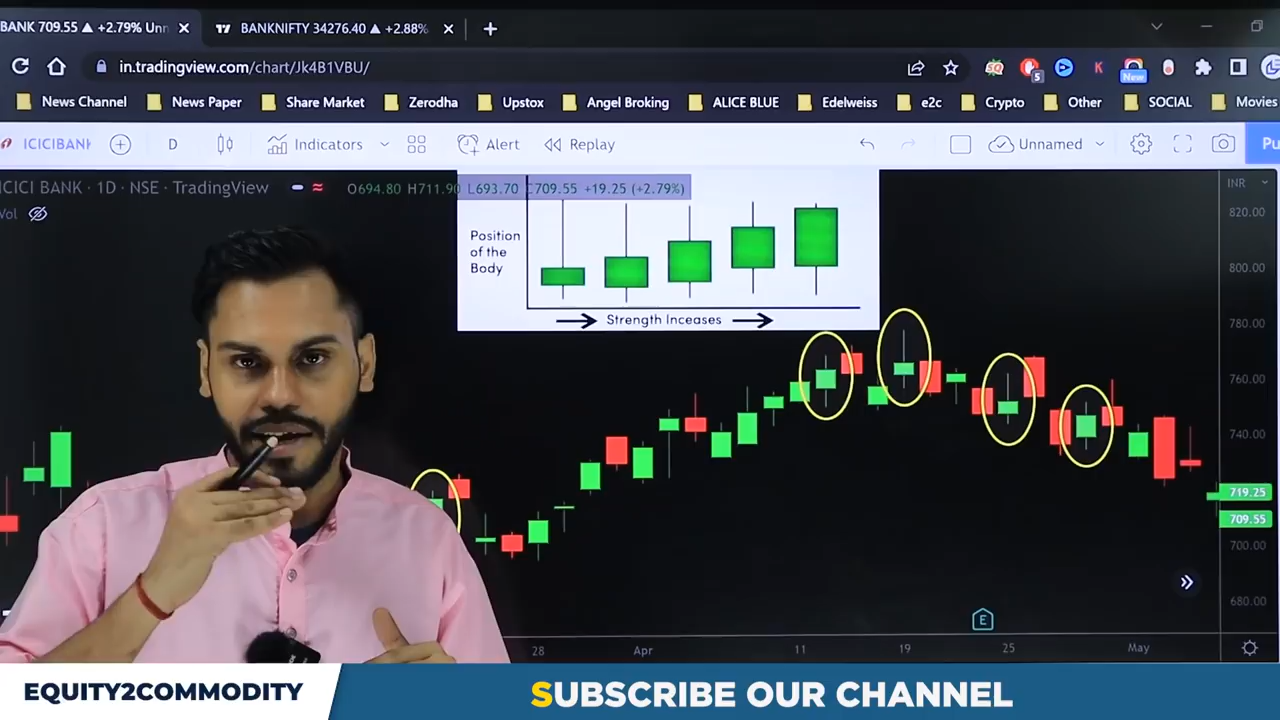 BANK 709.55 ▲ +2.79% Unn
BANKNIFTY 34276.40 ▲ +2.88%
in.tradingview.com/chart/Jk4B1VBU/
5
New
News Channel
News Paper
Share Market
Zerodha
Upstox
Angel Broking
ALICE BLUE
Edelweiss
e2c
Crypto
Other
SOCIAL
Movies
ICICIBANK
D
Indicators
Alert
Replay
Unnamed
Pu
ICICI BANK · 1D · NSE · TradingView
O694.80 H711.90 L693.70 C709.55 +19.25 (+2.79%)
INR
Vol
Position
of the
Body
Strength Inceases
820.00
800.00
780.00
760.00
740.00
719.25
709.55
700.00
680.00
E
28
Apr
11
19
25
May
EQUITY2COMMODITY
SUBSCRIBE OUR CHANNEL